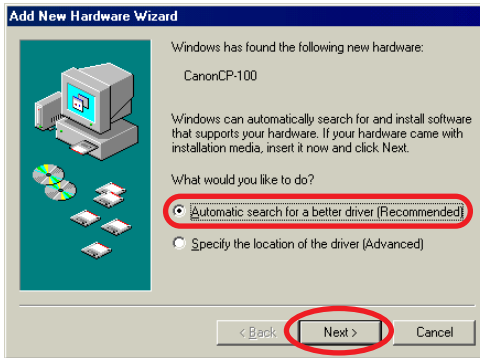 Add New Hardware Wizard
Windows has found the following new hardware:
CanonCP-100
Windows can automatically search for and install software
that supports your hardware. If your hardware came with
installation media, insert it now and click Next.
What would you like to do?
Automatic search for a better driver (Recommended)
Specify the location of the driver (Advanced)
< Back
Next >
Cancel